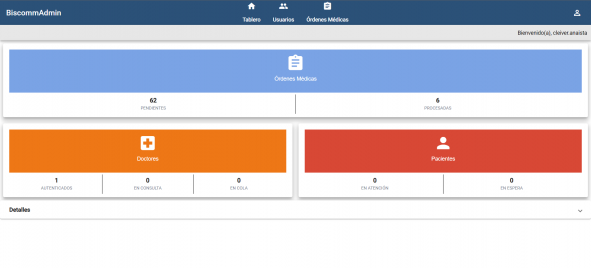 BiscommAdmin
Tablero Usuarios Órdenes Médicas
Bienvenido(a), cleiver.anaista
Órdenes Médicas
62 6
PENDIENTES PROCESADAS
Doctores
1 0 0
AUTENTICADOS EN CONSULTA EN COLA
Pacientes
0 0
EN ATENCIÓN EN ESPERA
Detalles